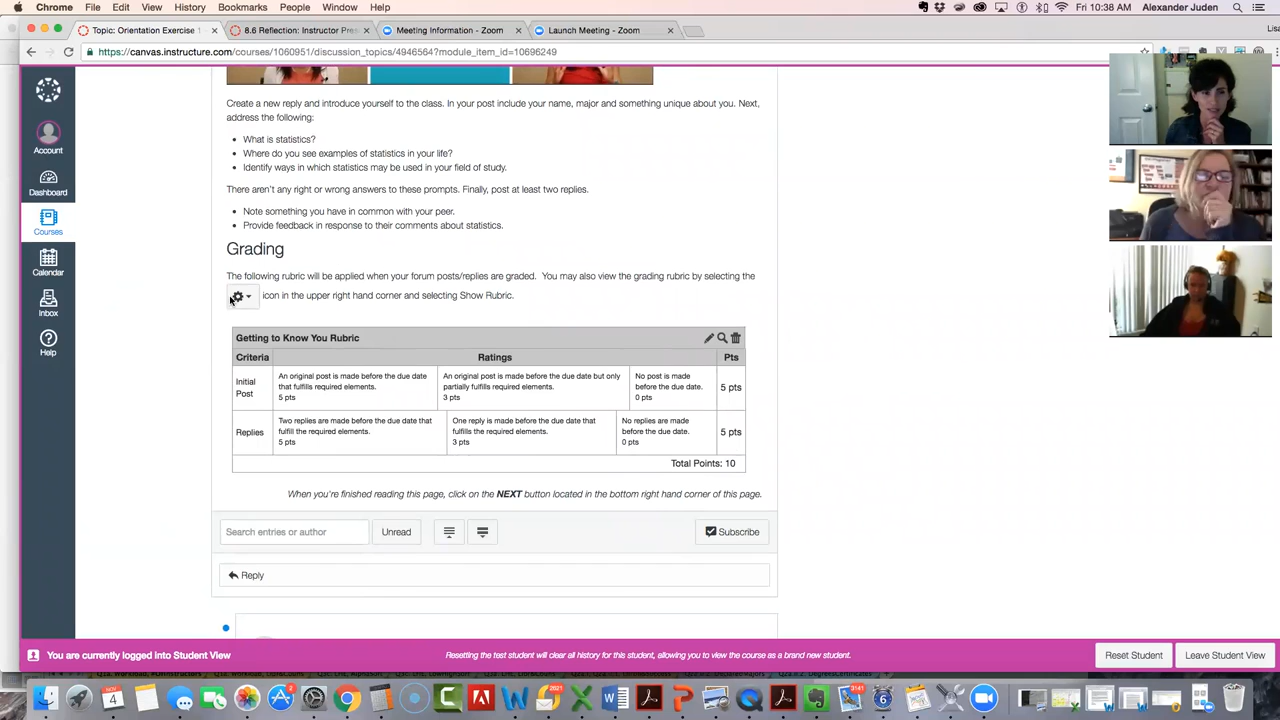 Chrome File Edit View History Bookmarks People Window Help
Fri 10:38 AM Alexander Juden
Topic: Orientation Exercise 1 ×
8.6 Reflection: Instructor Pres ×
Meeting Information - Zoom ×
Launch Meeting - Zoom ×
Lisa
https://canvas.instructure.com/courses/1060951/discussion_topics/4946564?module_item_id=10696249
Account
Dashboard
Courses
Calendar
Inbox
Help
Create a new reply and introduce yourself to the class. In your post include your name, major and something unique about you. Next,
address the following:
• What is statistics?
• Where do you see examples of statistics in your life?
• Identify ways in which statistics may be used in your field of study.
There aren't any right or wrong answers to these prompts. Finally, post at least two replies.
• Note something you have in common with your peer.
• Provide feedback in response to their comments about statistics.
Grading
The following rubric will be applied when your forum posts/replies are graded. You may also view the grading rubric by selecting the
icon in the upper right hand corner and selecting Show Rubric.
Getting to Know You Rubric
Criteria Ratings Pts
Initial Post
An original post is made before the due date
that fulfills required elements.
5 pts
An original post is made before the due date but only
partially fulfills required elements.
3 pts
No post is made
before the due date.
0 pts
5 pts
Replies
Two replies are made before the due date that
fulfill the required elements.
5 pts
One reply is made before the due date that
fulfills the required elements.
3 pts
No replies are made
before the due date.
0 pts
5 pts
Total Points: 10
When you're finished reading this page, click on the NEXT button located in the bottom right hand corner of this page.
Search entries or author
Unread
Subscribe
Reply
You are currently logged into Student View
Resetting the test student will clear all history for this student, allowing you to view the course as a brand new student.
Reset Student
Leave Student View